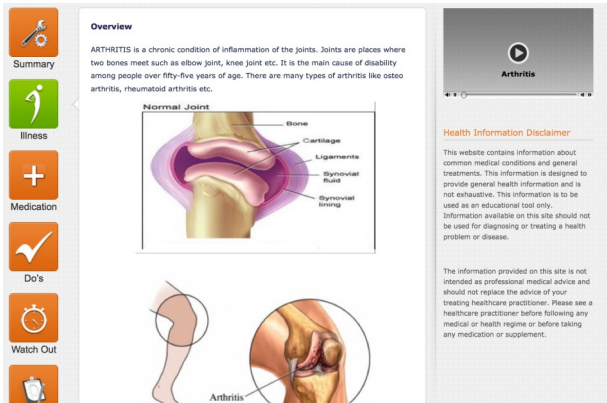 Summary
Illness
Medication
Do's
Watch Out
Overview
ARTHRITIS is a chronic condition of inflammation of the joints. Joints are places where
two bones meet such as elbow joint, knee joint etc. It is the main cause of disability
among people over fifty-five years of age. There are many types of arthritis like osteo
arthritis, rheumatoid arthritis etc.
Normal Joint
Bone
Cartilage
Ligaments
Synovial
fluid
Synovial
lining
Arthritis
Arthritis
Health Information Disclaimer
This website contains information about
common medical conditions and general
treatments. This information is designed to
provide general health information and is
not exhaustive. This information is to be
used as an educational tool only.
Information available on this site should not
be used for diagnosing or treating a health
problem or disease.
The information provided on this site is not
intended as professional medical advice and
should not replace the advice of your
treating healthcare practitioner. Please see a
healthcare practitioner before following any
medical or health regime or before taking
any medication or supplement.